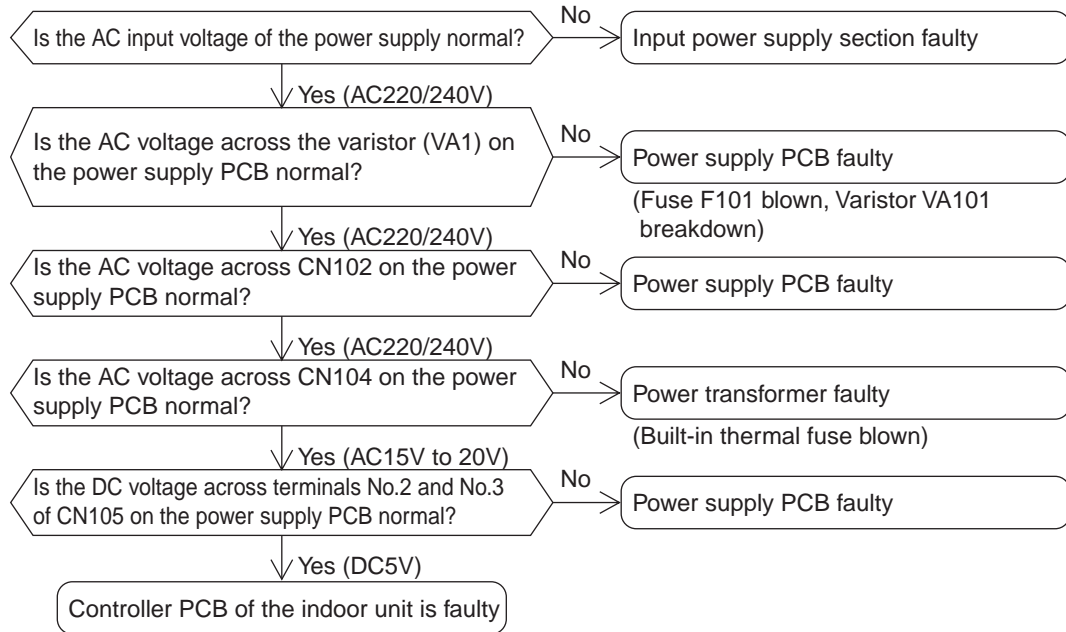 Is the AC input voltage of the power supply normal?
No
Input power supply section faulty
Yes (AC220/240V)
Is the AC voltage across the varistor (VA1) on
the power supply PCB normal?
No
Power supply PCB faulty
(Fuse F101 blown, Varistor VA101
breakdown)
Yes (AC220/240V)
Is the AC voltage across CN102 on the power
supply PCB normal?
No
Power supply PCB faulty
Yes (AC220/240V)
Is the AC voltage across CN104 on the power
supply PCB normal?
No
Power transformer faulty
(Built-in thermal fuse blown)
Yes (AC15V to 20V)
Is the DC voltage across terminals No.2 and No.3
of CN105 on the power supply PCB normal?
No
Power supply PCB faulty
Yes (DC5V)
Controller PCB of the indoor unit is faulty